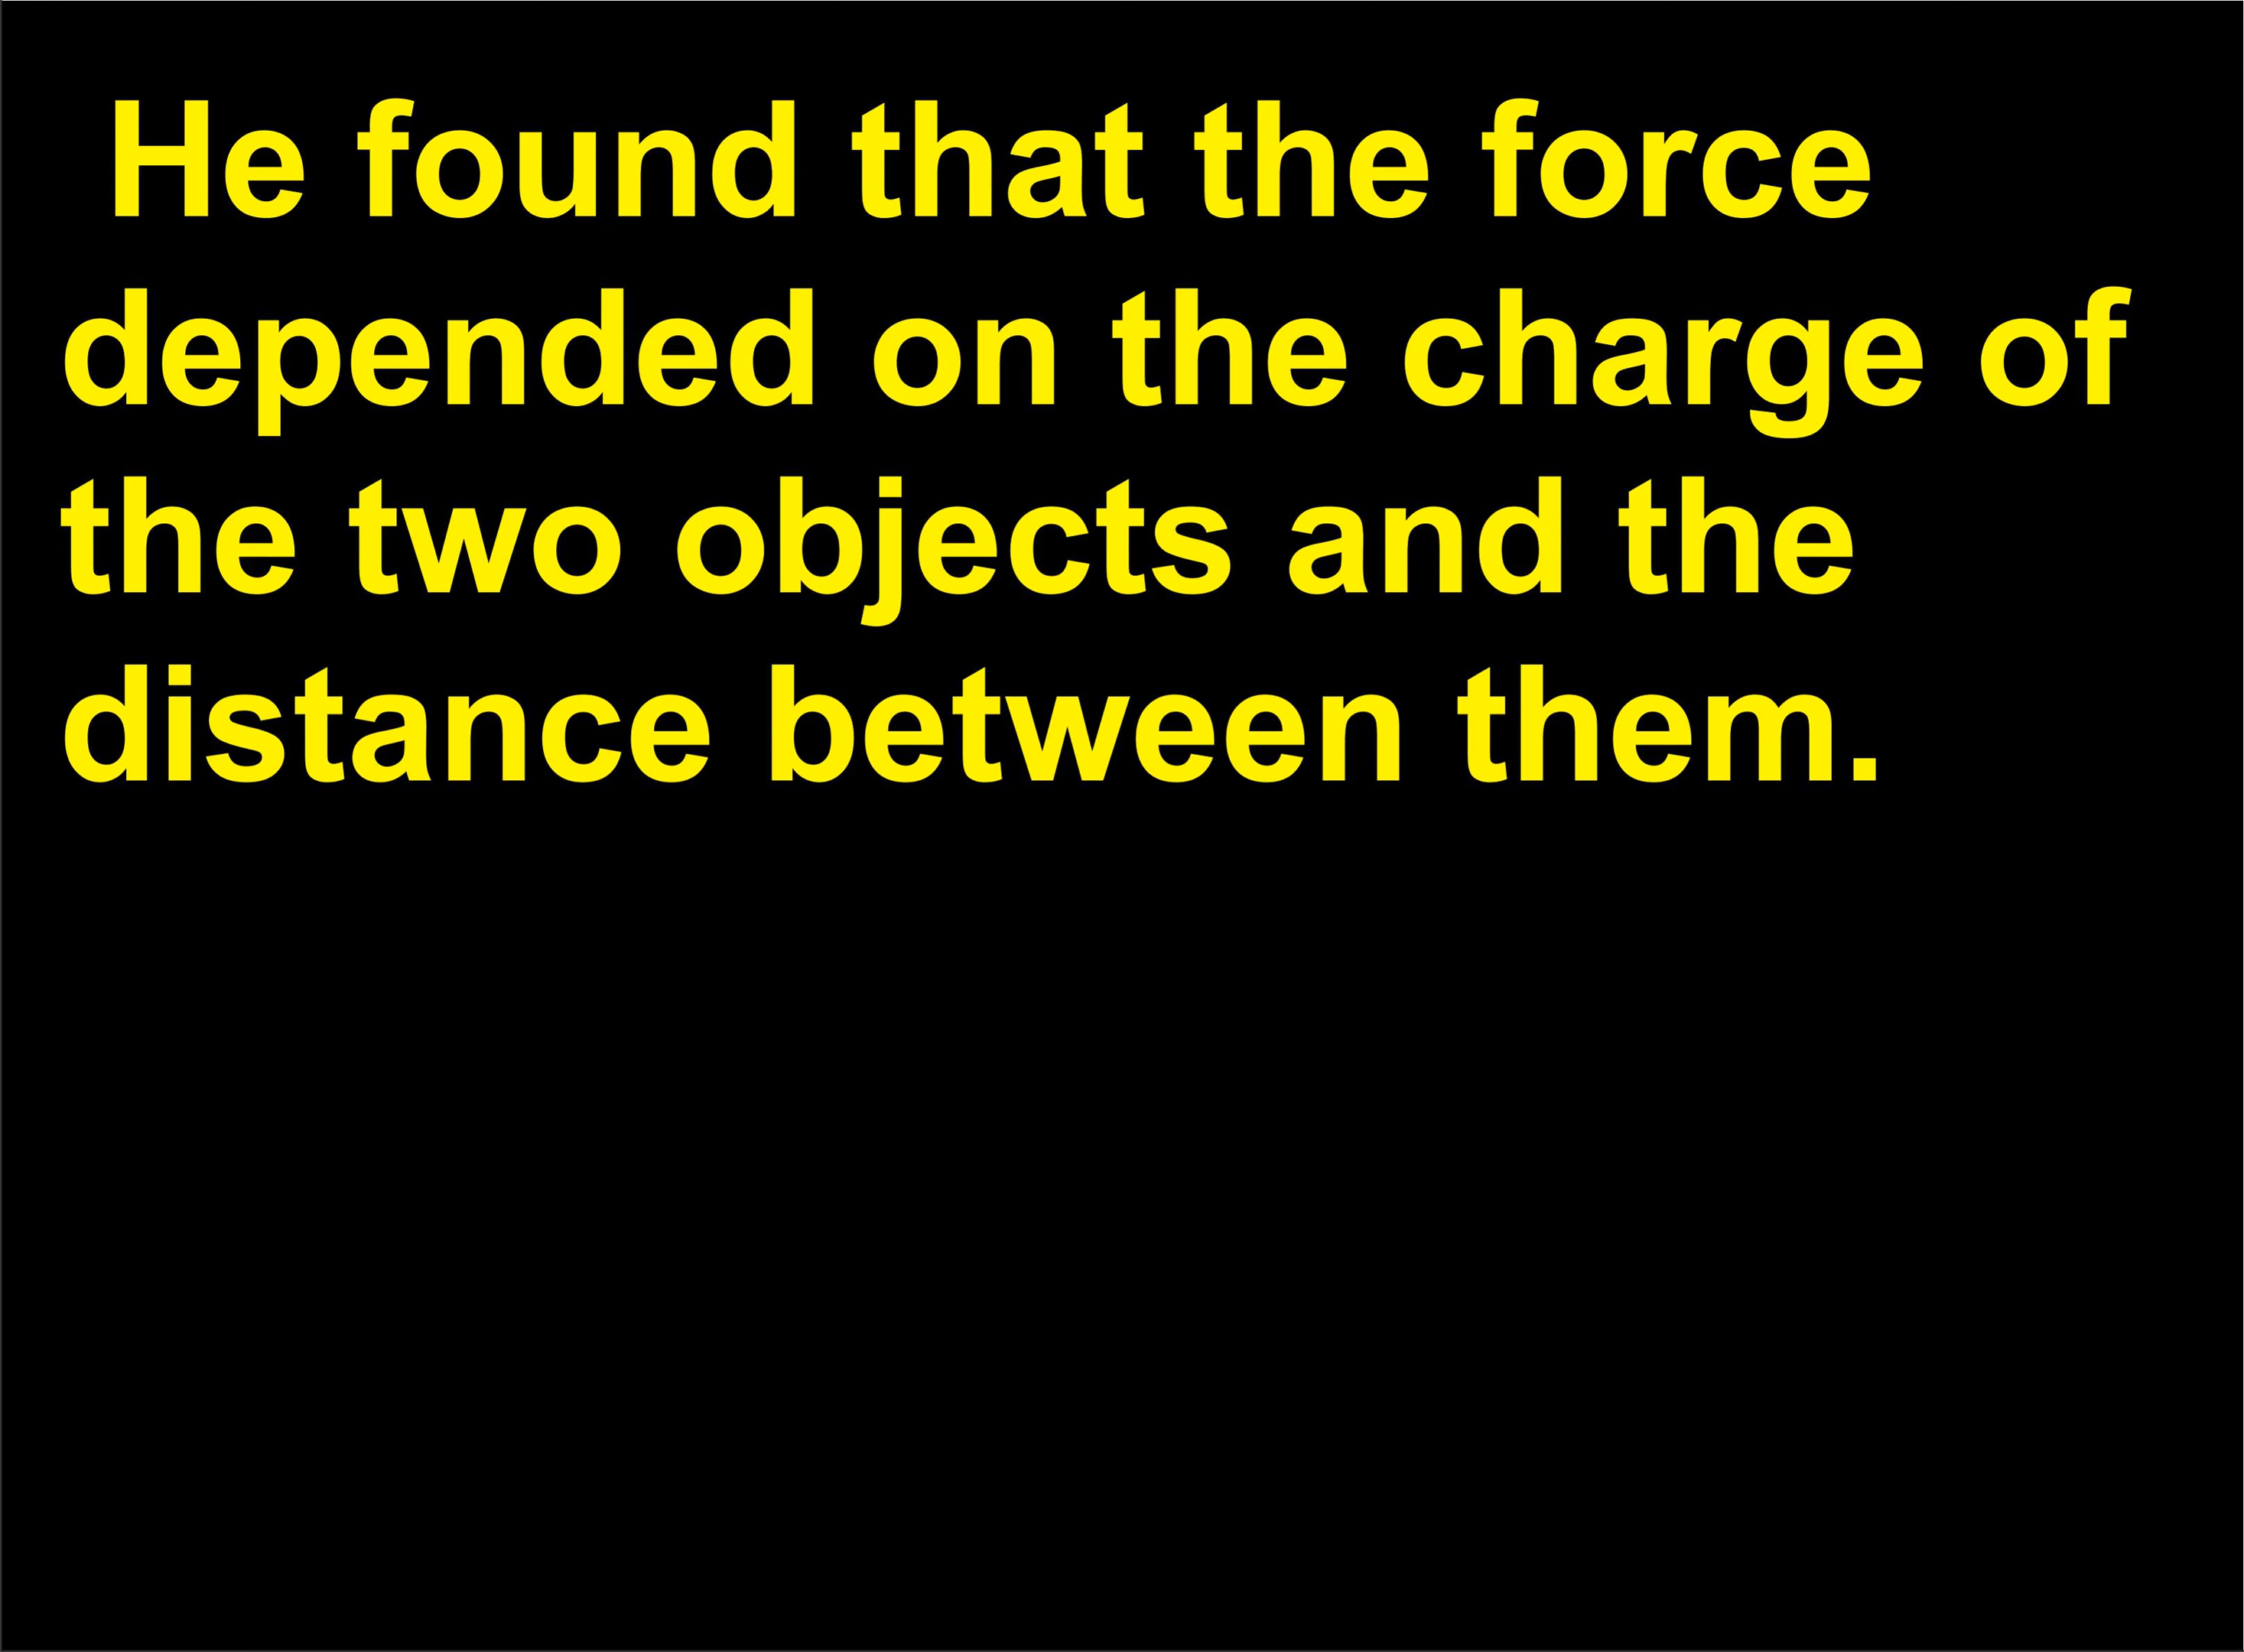 He found that the force
depended on the charge of
the two objects and the
distance between them.